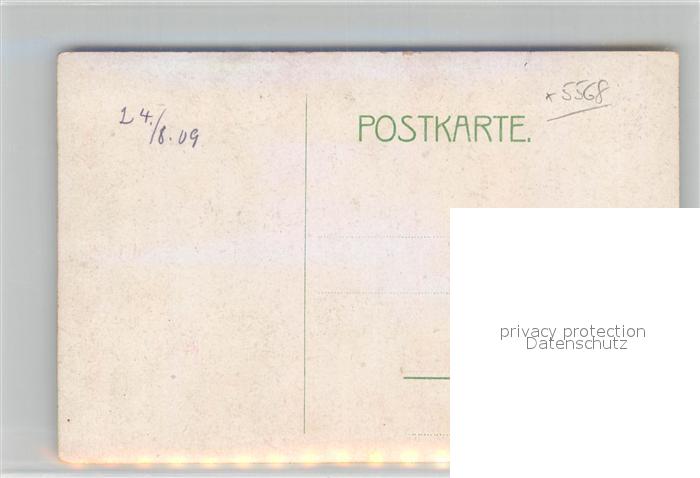 24./8.09
* 5568
POSTKARTE.
privacy protection
Datenschutz